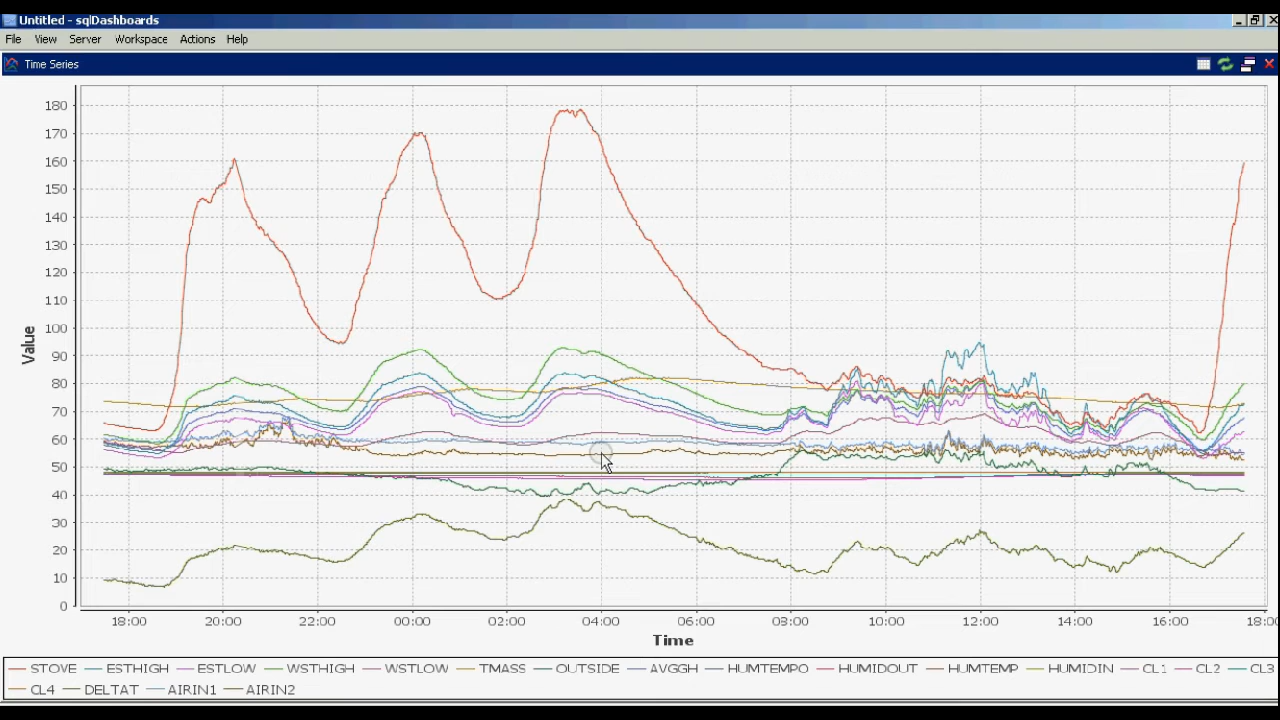 Untitled - sqlDashboards
File View Server Workspace Actions Help
Time Series
180
170
160
150
140
130
120
110
100
90
80
70
60
50
40
30
20
10
0
Value
18:00 20:00 22:00 00:00 02:00 04:00 06:00 08:00 10:00 12:00 14:00 16:00 18:00
Time
STOVE ESTHIGH ESTLOW WSTHIGH WSTLOW TMASS OUTSIDE AVGGH HUMTEMPO HUMIDOUT HUMTEMP HUMIDIN CL1 CL2 CL3
CL4 DELTAT AIRIN1 AIRIN2